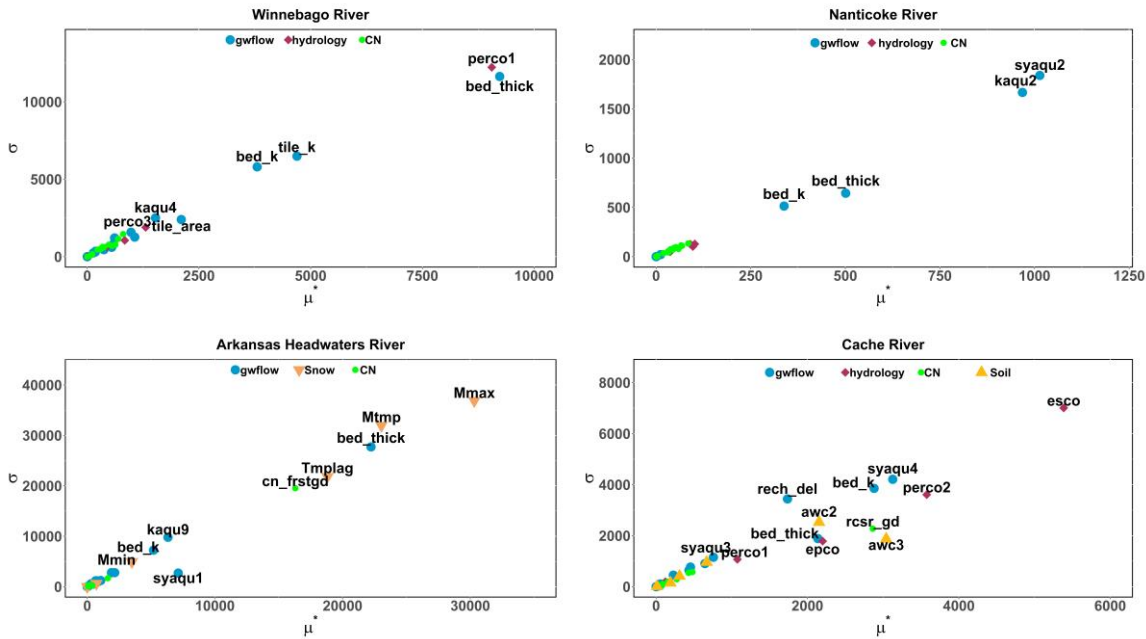 Winnebago River
gwflow hydrology CN
perco1
bed_thick
bed_k
tile_k
kaqu4
perco3
tile_area
σ
0
5000
10000
0 2500 5000 7500 10000
μ*
Nanticoke River
gwflow hydrology CN
syaqu2
kaqu2
bed_thick
bed_k
σ
0
500
1000
1500
2000
0 250 500 750 1000 1250
μ*
Arkansas Headwaters River
gwflow Snow CN
Mmax
Mtmp
bed_thick
Tmplag
cn_frstgd
kaqu9
bed_k
Mmin
syaqu1
σ
0
10000
20000
30000
40000
0 10000 20000 30000
μ*
Cache River
gwflow hydrology CN Soil
esco
syaqu4
bed_k
perco2
rech_del
awc2
rcsr_gd
bed_thick
epco
awc3
syaqu3
perco1
σ
0
2000
4000
6000
8000
0 2000 4000 6000
μ*